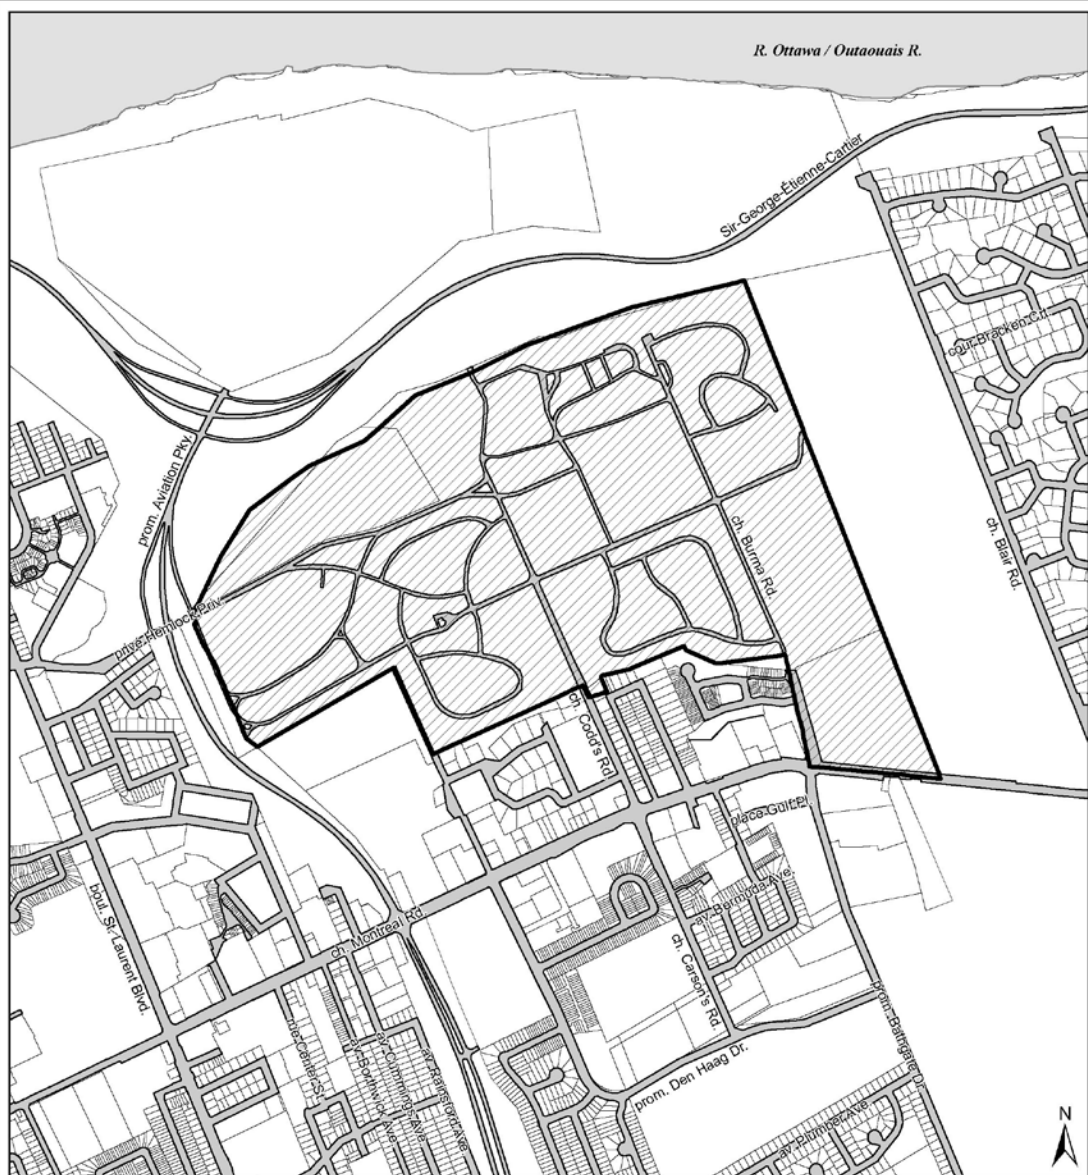 R. Ottawa / Outaouais R.
Sir-George-Étienne-Cartier
cour Bracken Crt.
prom. Aviation Pky.
ch. Blair Rd.
ch. Burma Rd.
privé Hemlock Priv.
ch. Codd's Rd.
place Gulf Pl.
boul. St. Laurent Blvd.
av. Bermuda Ave.
ch. Montreal Rd.
ch. Carson's Rd.
prom. Bathgate Dr.
rue Center St.
av. Borthwick Ave.
av. Cummings Ave.
av. Rainsford Ave.
prom. Den Haag Dr.
av. Plumber Ave.
N